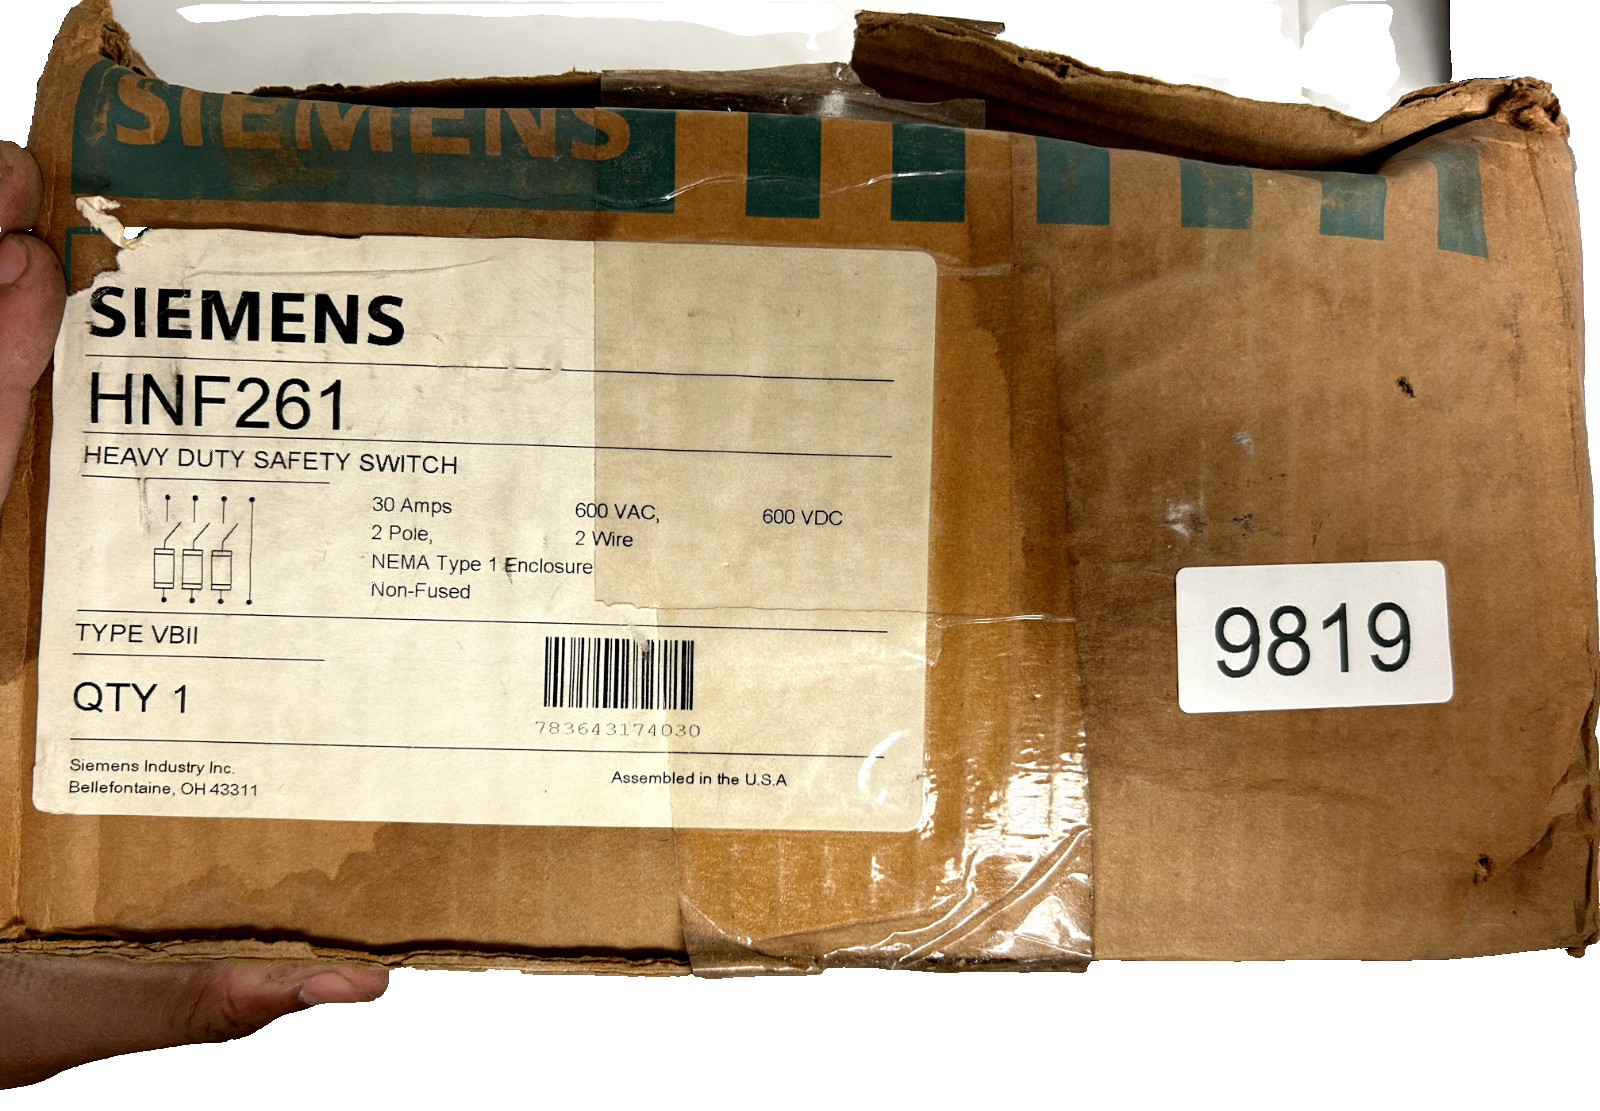 SIEMENS
SIEMENS
HNF261
HEAVY DUTY SAFETY SWITCH
30 Amps 600 VAC, 600 VDC
2 Pole, 2 Wire
NEMA Type 1 Enclosure
Non-Fused
TYPE VBII
QTY 1
783643174030
Siemens Industry Inc.
Bellefontaine, OH 43311
Assembled in the U.S.A
9819